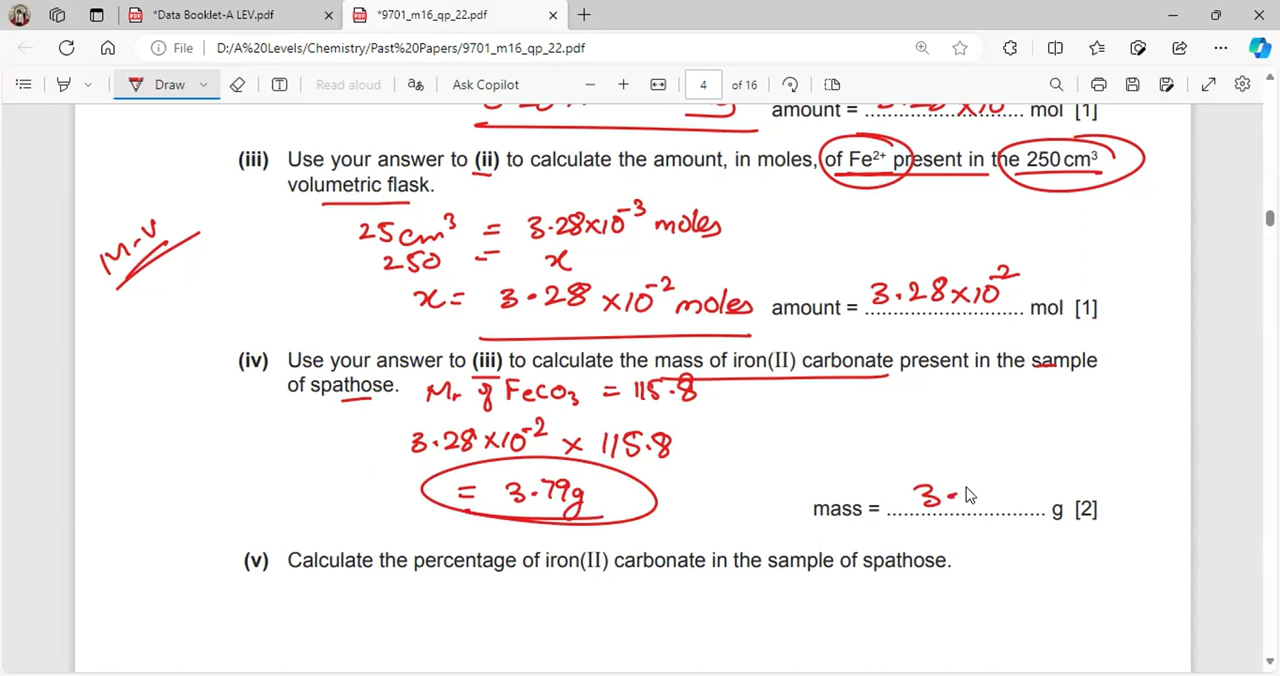 *Data Booklet-A LEV.pdf
*9701_m16_qp_22.pdf
File D:/A%20Levels/Chemistry/Past%20Papers/9701_m16_qp_22.pdf
Draw Read aloud Ask Copilot 4 of 16
amount = .......... mol [1]
(iii) Use your answer to (ii) to calculate the amount, in moles, of Fe²⁺ present in the 250 cm³
volumetric flask.
25cm³ = 3.28x10⁻³ moles
M-V
250 = x
x = 3.28 x10⁻² moles
amount = 3.28x10⁻² mol [1]
(iv) Use your answer to (iii) to calculate the mass of iron(II) carbonate present in the sample
of spathose.
Mr of FeCO₃ = 115.8
3.28x10⁻² x 115.8
= 3.79g
mass = 3. g [2]
(v) Calculate the percentage of iron(II) carbonate in the sample of spathose.